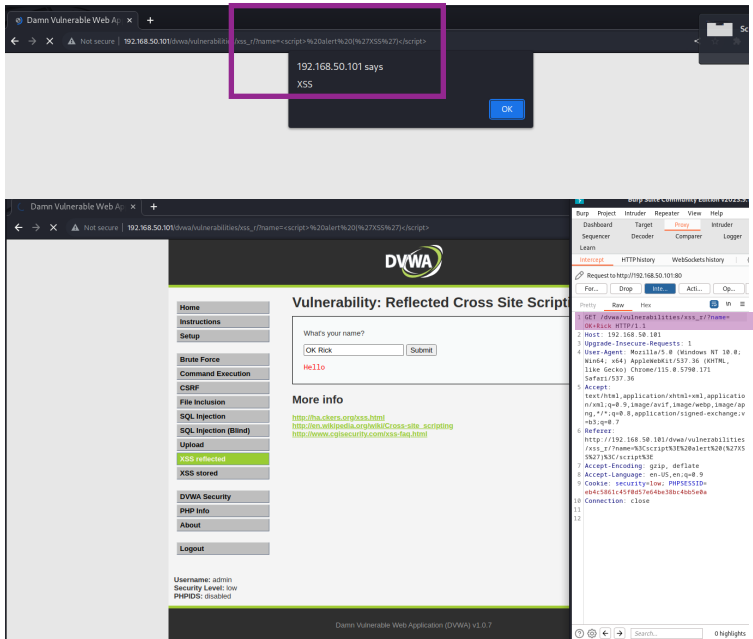 Damn Vulnerable Web Ap
Not secure | 192.168.50.101/dvwa/vulnerabilities/xss_r/?name=<script>%20alert%20(%27XSS%27)</script>
192.168.50.101 says
XSS
OK
Sc
Damn Vulnerable Web Ap
Not secure | 192.168.50.101/dvwa/vulnerabilities/xss_r/?name=<script>%20alert%20(%27XSS%27)</script>
DVWA
Home
Instructions
Setup
Brute Force
Command Execution
CSRF
File Inclusion
SQL Injection
SQL Injection (Blind)
Upload
XSS reflected
XSS stored
DVWA Security
PHP Info
About
Logout
Username: admin
Security Level: low
PHPIDS: disabled
Vulnerability: Reflected Cross Site Scripti
What's your name?
OK Rick
Submit
Hello
More info
http://ha.ckers.org/xss.html
http://en.wikipedia.org/wiki/Cross-site_scripting
http://www.cgisecurity.com/xss-faq.html
Damn Vulnerable Web Application (DVWA) v1.0.7
Burp Suite Community Edition v2023.5.
Burp Project Intruder Repeater View Help
Dashboard Target Proxy Intruder
Sequencer Decoder Comparer Logger
Learn
Intercept HTTP history WebSockets history
Request to http://192.168.50.101:80
For... Drop Inte... Acti... Op...
Pretty Raw Hex \n
1 GET /dvwa/vulnerabilities/xss_r/?name=
OK+Rick HTTP/1.1
2 Host: 192.168.50.101
3 Upgrade-Insecure-Requests: 1
4 User-Agent: Mozilla/5.0 (Windows NT 10.0;
Win64; x64) AppleWebKit/537.36 (KHTML,
like Gecko) Chrome/115.0.5790.171
Safari/537.36
5 Accept:
text/html,application/xhtml+xml,applicatio
n/xml;q=0.9,image/avif,image/webp,image/ap
ng,*/*;q=0.8,application/signed-exchange;v
=b3;q=0.7
6 Referer:
http://192.168.50.101/dvwa/vulnerabilities
/xss_r/?name=%3Cscript%3E%20alert%20(%27XS
S%27)%3C/script%3E
7 Accept-Encoding: gzip, deflate
8 Accept-Language: en-US,en;q=0.9
9 Cookie: security=low; PHPSESSID=
eb4c5861c45f0d57e64be38bc4bb5e0a
10 Connection: close
11
12
Search...
0 highlights